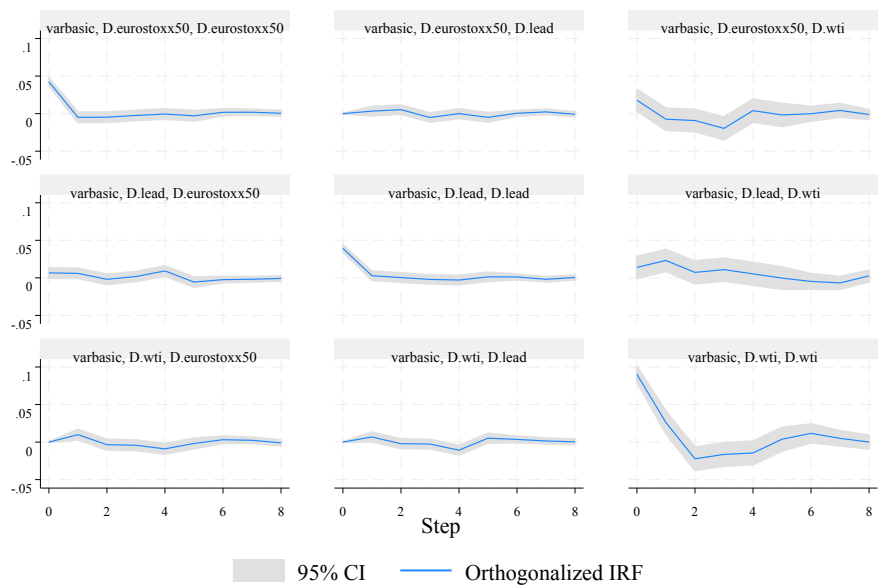 varbasic, D.eurostoxx50, D.eurostoxx50
varbasic, D.eurostoxx50, D.lead
varbasic, D.eurostoxx50, D.wti
.1
.05
0
-.05
varbasic, D.lead, D.eurostoxx50
varbasic, D.lead, D.lead
varbasic, D.lead, D.wti
.1
.05
0
-.05
varbasic, D.wti, D.eurostoxx50
varbasic, D.wti, D.lead
varbasic, D.wti, D.wti
.1
.05
0
-.05
0 2 4 6 8
0 2 4 6 8
0 2 4 6 8
Step
95% CI
Orthogonalized IRF